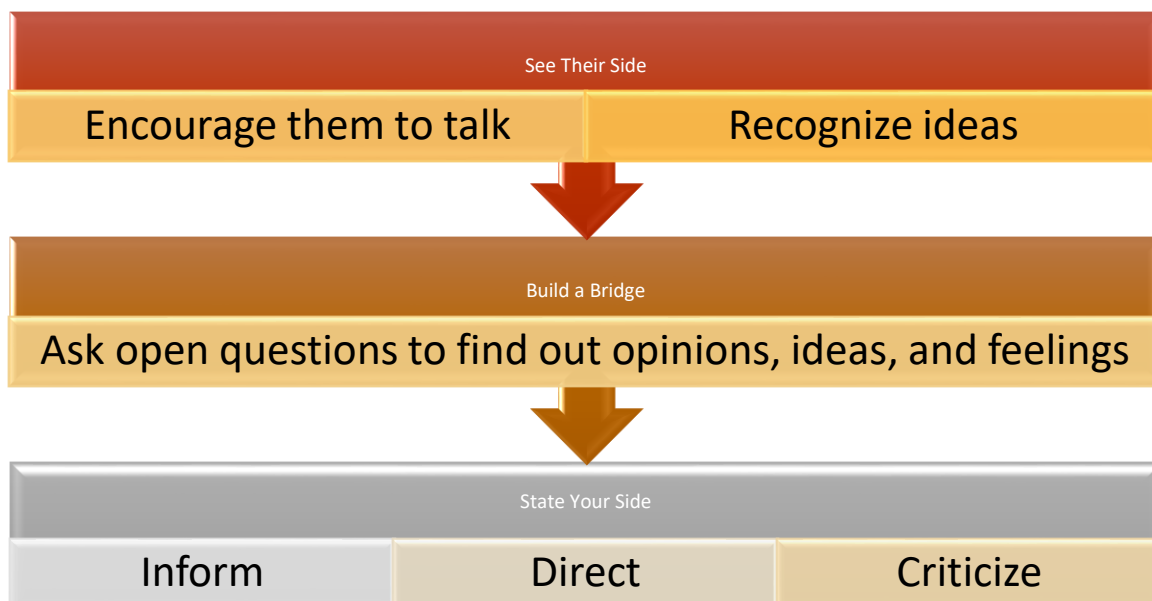 See Their Side
Encourage them to talk
Recognize ideas
Build a Bridge
Ask open questions to find out opinions, ideas, and feelings
State Your Side
Inform
Direct
Criticize